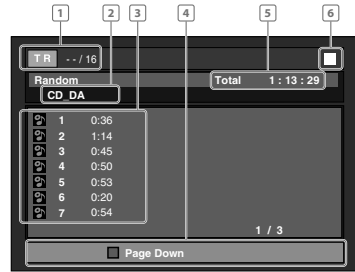 1 2 3 4 5 6
TR - - / 16
Random Total 1 : 13 : 29
CD_DA
1 0:36
2 1:14
3 0:45
4 0:50
5 0:53
6 0:20
7 0:54
1 / 3
Page Down